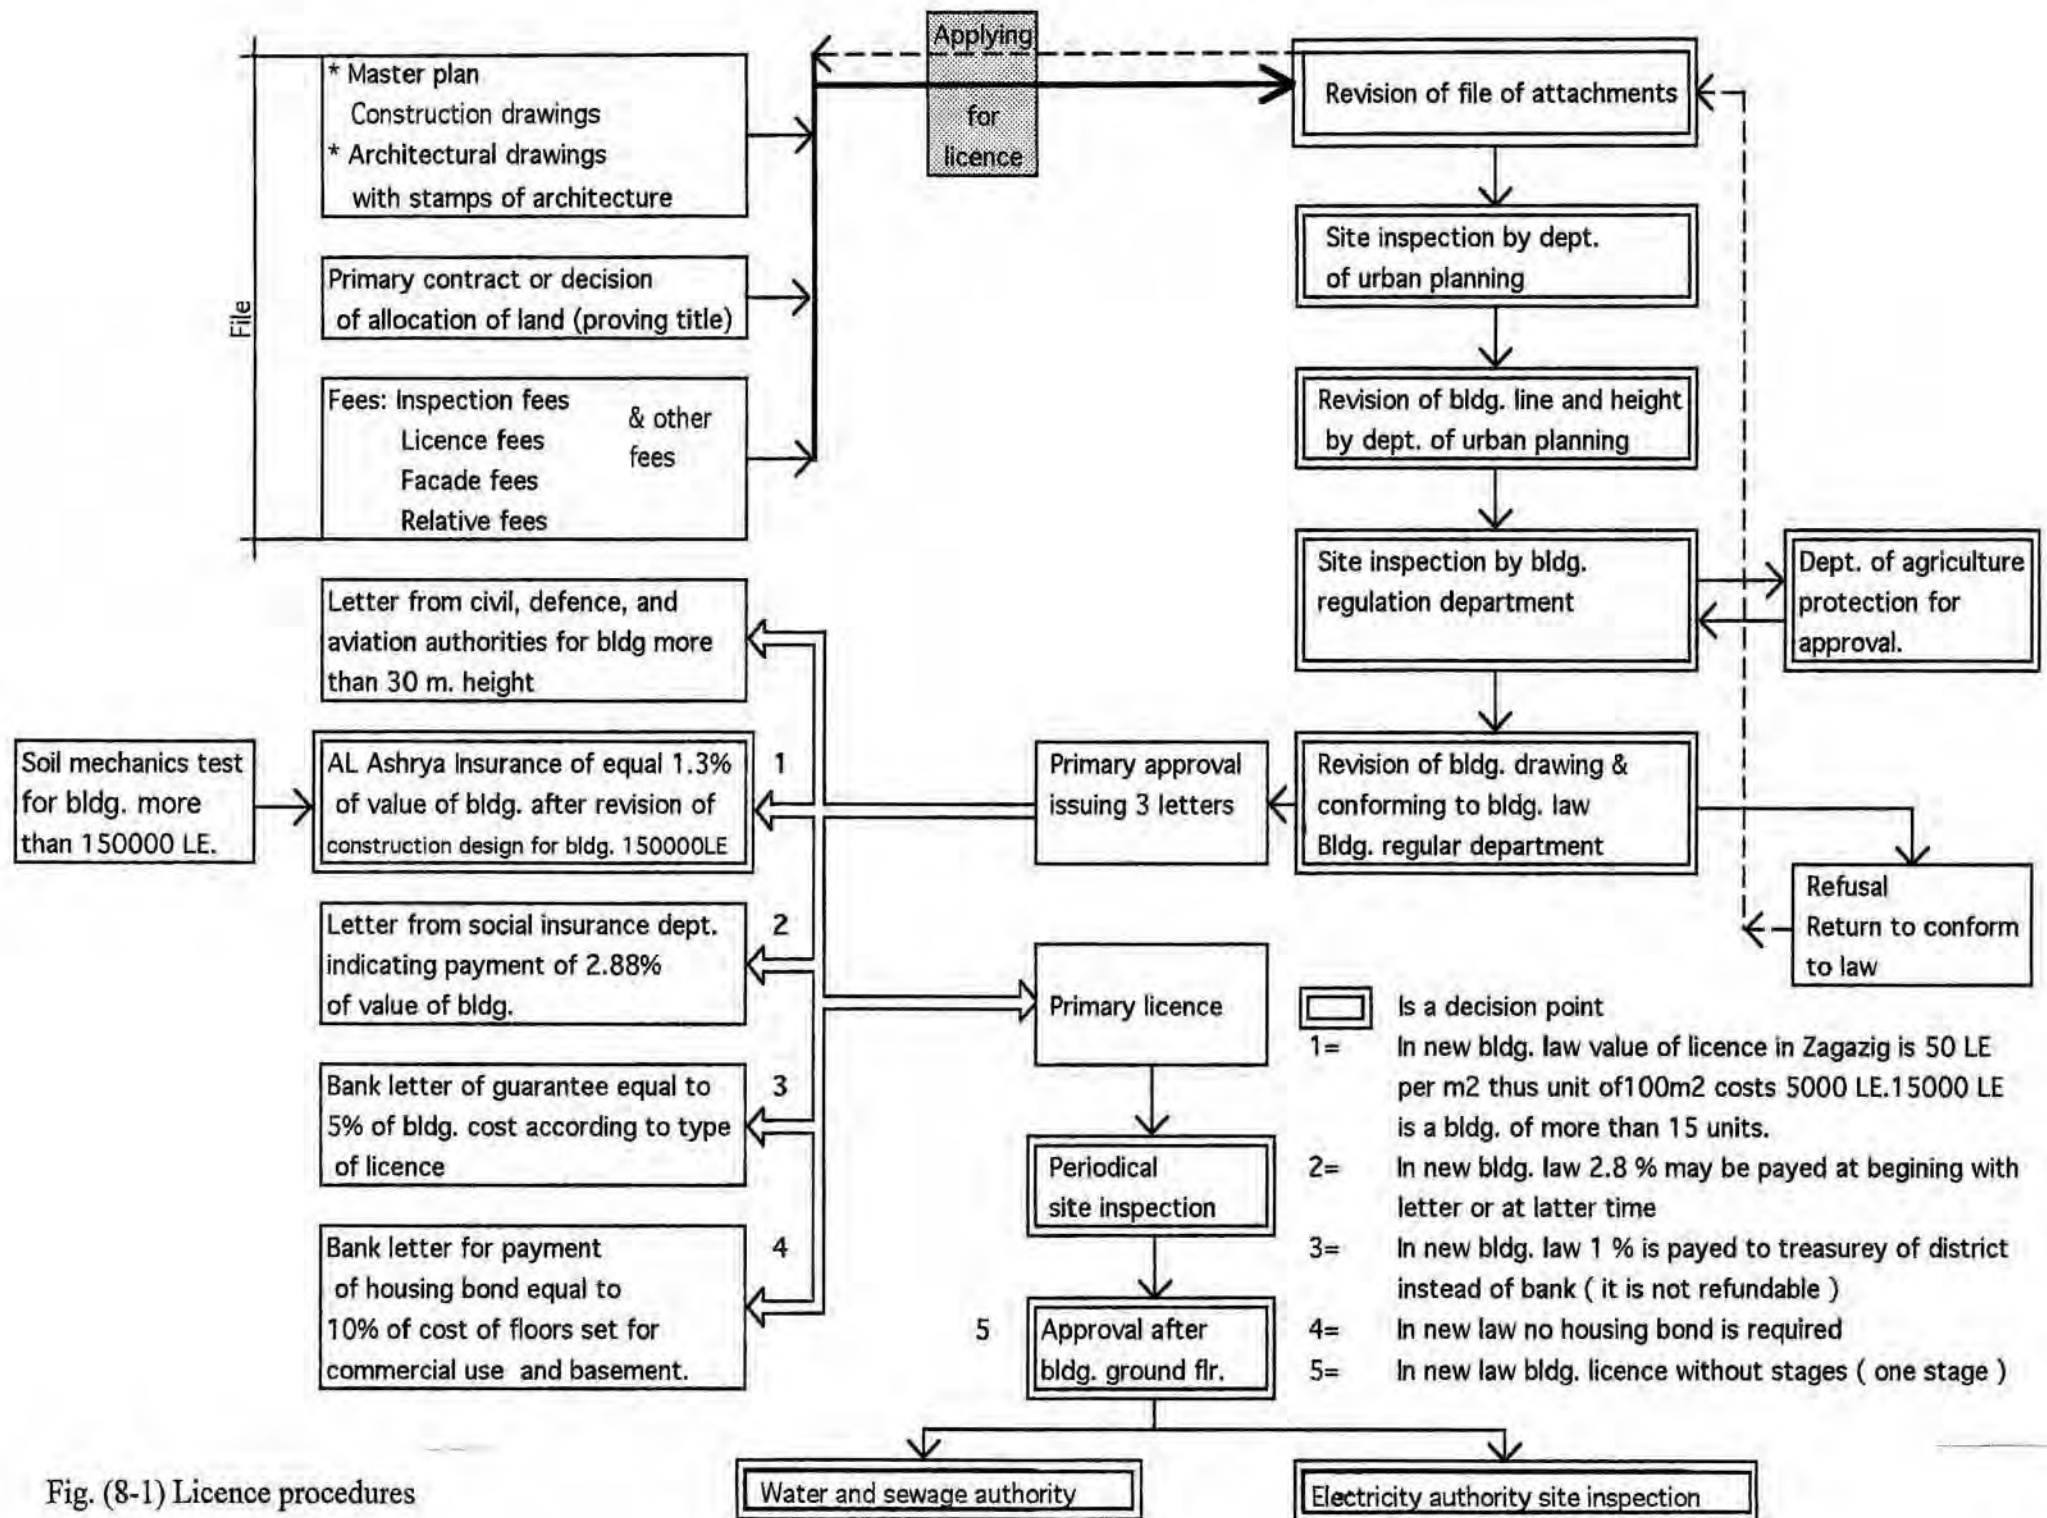 Applying
for
licence
File
* Master plan
Construction drawings
* Architectural drawings
with stamps of architecture
Primary contract or decision
of allocation of land (proving title)
Fees: Inspection fees
Licence fees
Facade fees
Relative fees
& other
fees
Revision of file of attachments
Site inspection by dept.
of urban planning
Revision of bldg. line and height
by dept. of urban planning
Site inspection by bldg.
regulation department
Dept. of agriculture
protection for
approval.
Letter from civil, defence, and
aviation authorities for bldg more
than 30 m. height
Soil mechanics test
for bldg. more
than 150000 LE.
AL Ashrya Insurance of equal 1.3%
of value of bldg. after revision of
construction design for bldg. 150000LE
1
Primary approval
issuing 3 letters
Revision of bldg. drawing &
conforming to bldg. law
Bldg. regular department
Refusal
Return to conform
to law
Letter from social insurance dept.
indicating payment of 2.88%
of value of bldg.
2
Primary licence
Bank letter of guarantee equal to
5% of bldg. cost according to type
of licence
3
Periodical
site inspection
Bank letter for payment
of housing bond equal to
10% of cost of floors set for
commercial use and basement.
4
5
Approval after
bldg. ground flr.
Is a decision point
1= In new bldg. law value of licence in Zagazig is 50 LE
per m2 thus unit of100m2 costs 5000 LE.15000 LE
is a bldg. of more than 15 units.
2= In new bldg. law 2.8 % may be payed at begining with
letter or at latter time
3= In new bldg. law 1 % is payed to treasurey of district
instead of bank ( it is not refundable )
4= In new law no housing bond is required
5= In new law bldg. licence without stages ( one stage )
Water and sewage authority
Electricity authority site inspection
Fig. (8-1) Licence procedures